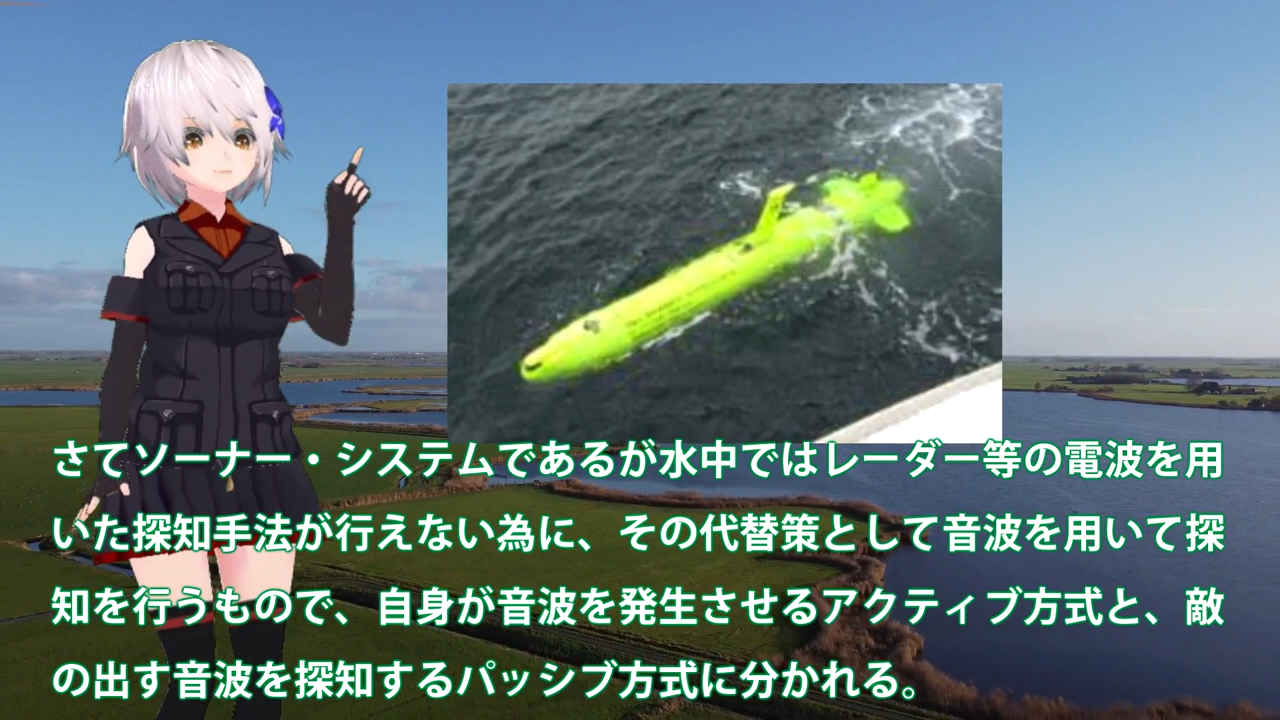 さてソーナー・システムであるが水中ではレーダー等の電波を用
いた探知手法が行えない為に、その代替策として音波を用いて探
知を行うもので、自身が音波を発生させるアクティブ方式と、敵
の出す音波を探知するパッシブ方式に分かれる。